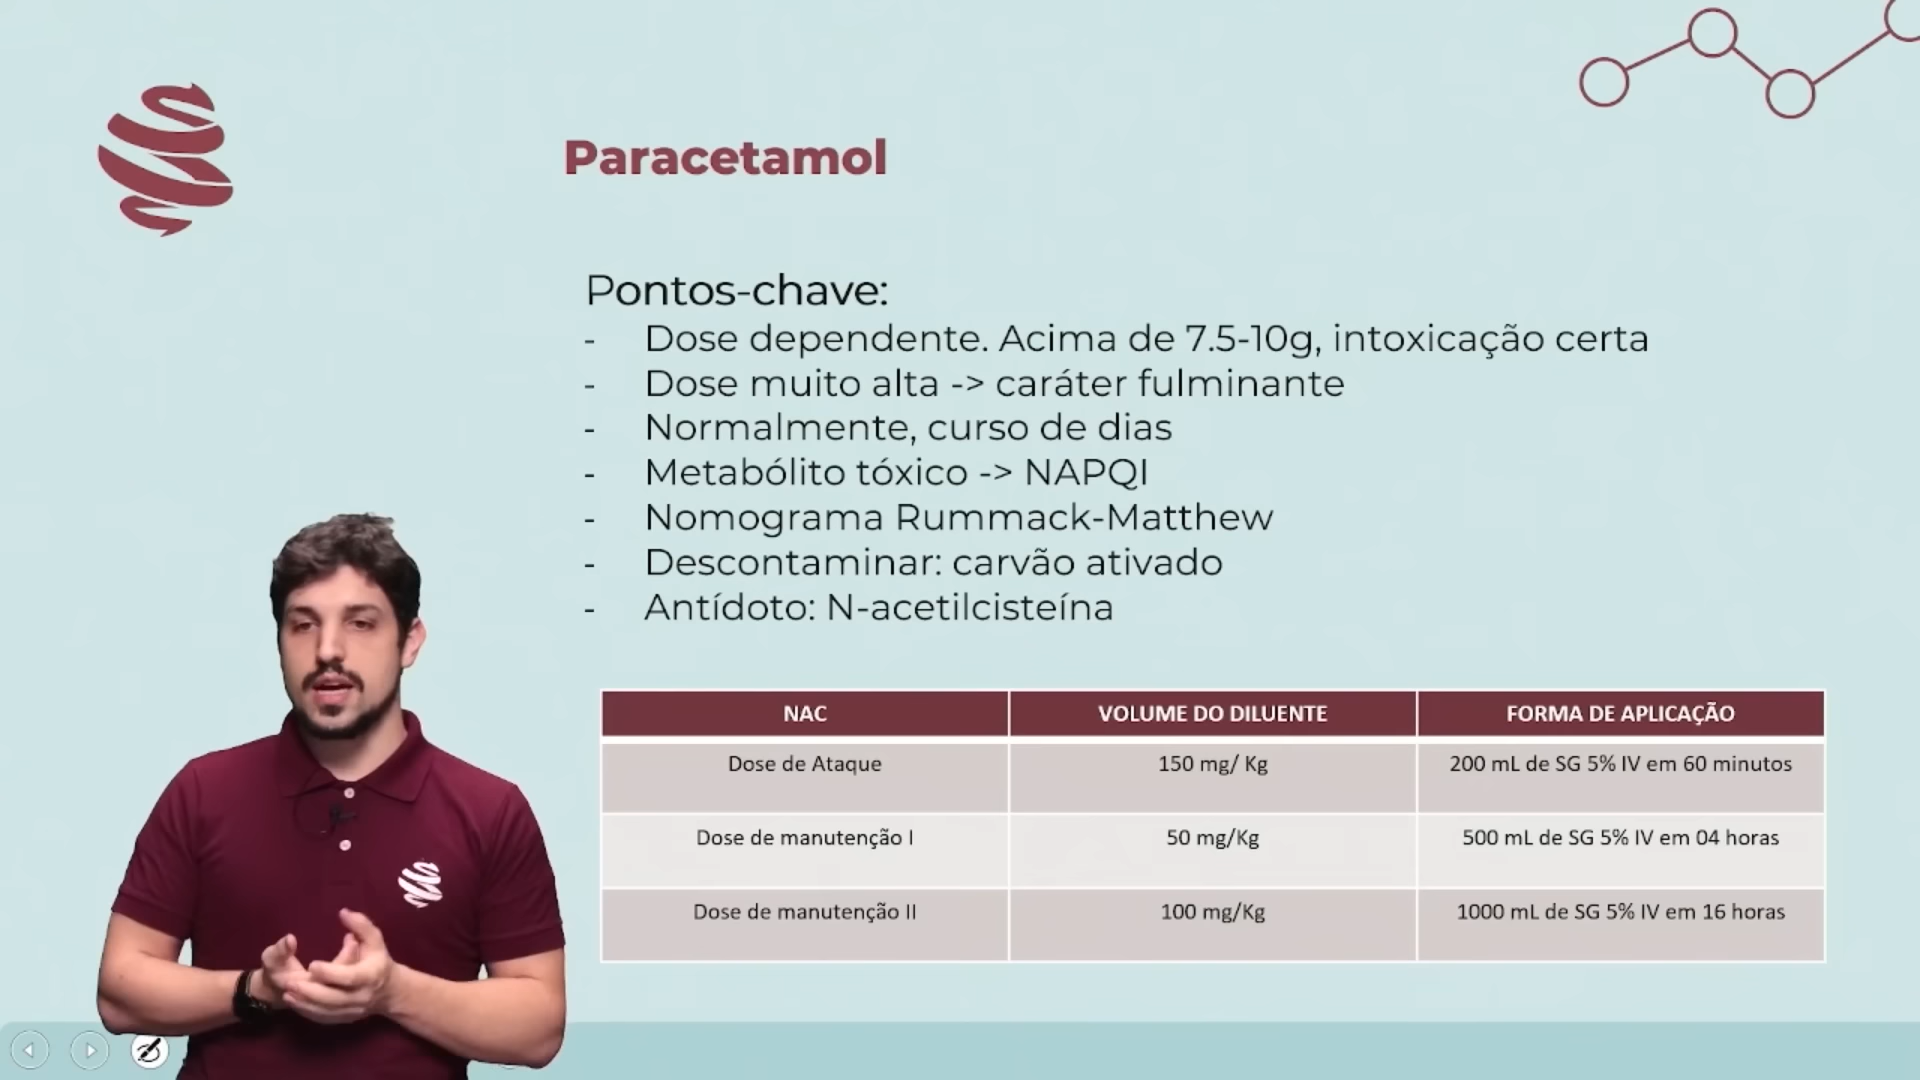 Paracetamol
Pontos-chave:
- Dose dependente. Acima de 7.5-10g, intoxicação certa
- Dose muito alta -> caráter fulminante
- Normalmente, curso de dias
- Metabólito tóxico -> NAPQI
- Nomograma Rummack-Matthew
- Descontaminar: carvão ativado
- Antídoto: N-acetilcisteína
NAC VOLUME DO DILUENTE FORMA DE APLICAÇÃO
Dose de Ataque 150 mg/ Kg 200 mL de SG 5% IV em 60 minutos
Dose de manutenção I 50 mg/Kg 500 mL de SG 5% IV em 04 horas
Dose de manutenção II 100 mg/Kg 1000 mL de SG 5% IV em 16 horas